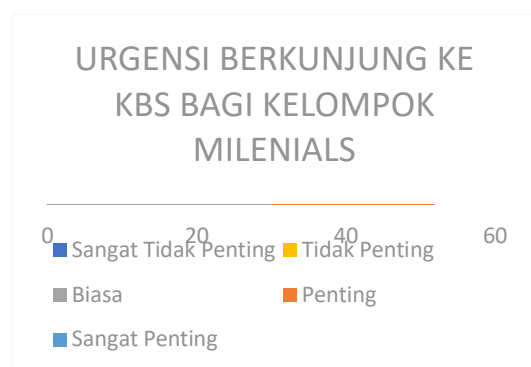 URGENSI BERKUNJUNG KE
KBS BAGI KELOMPOK
MILENIALS
0 20 40 60
Sangat Tidak Penting Tidak Penting
Biasa Penting
Sangat Penting